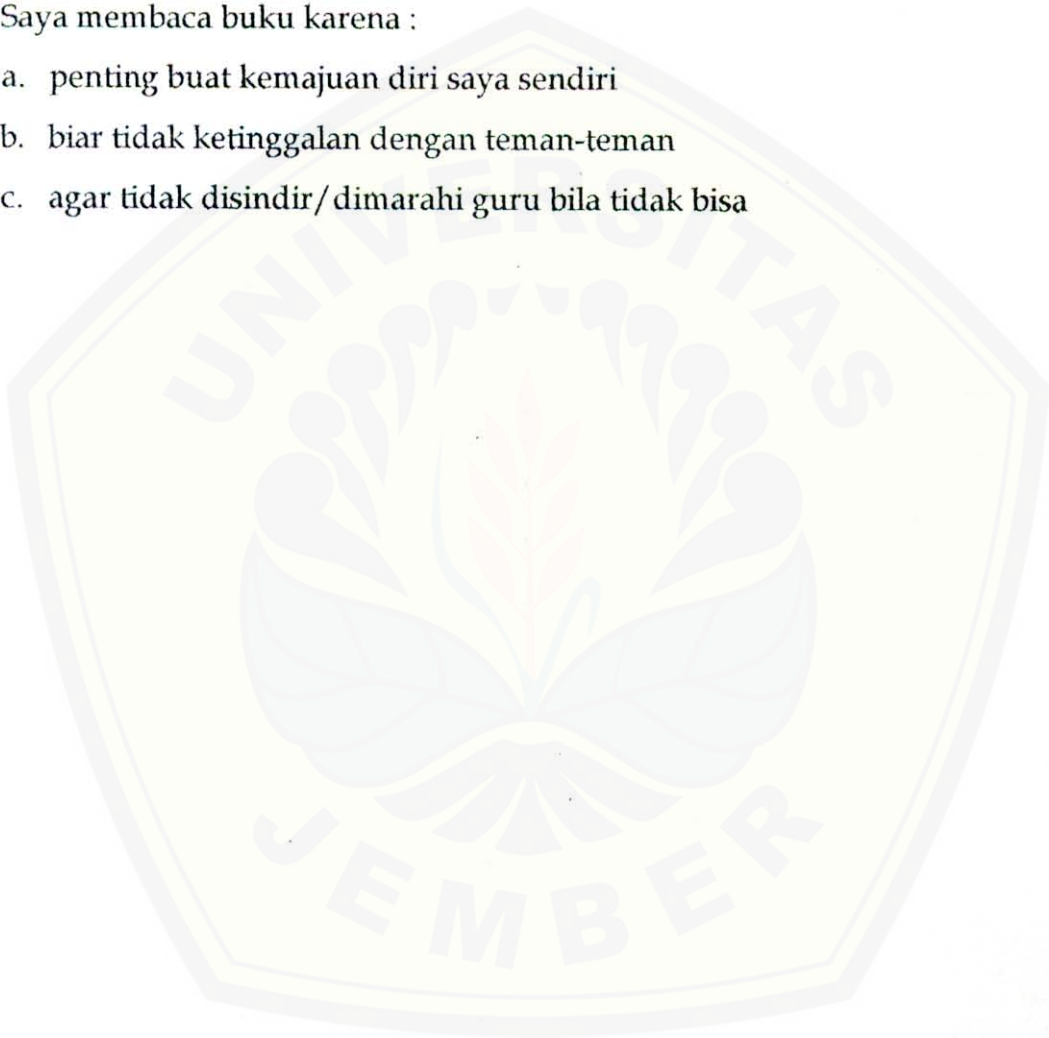 Saya membaca buku karena :
a. penting buat kemajuan diri saya sendiri
b. biar tidak ketinggalan dengan teman-teman
c. agar tidak disindir/dimarahi guru bila tidak bisa
UNIVERSITAS
JEMBER